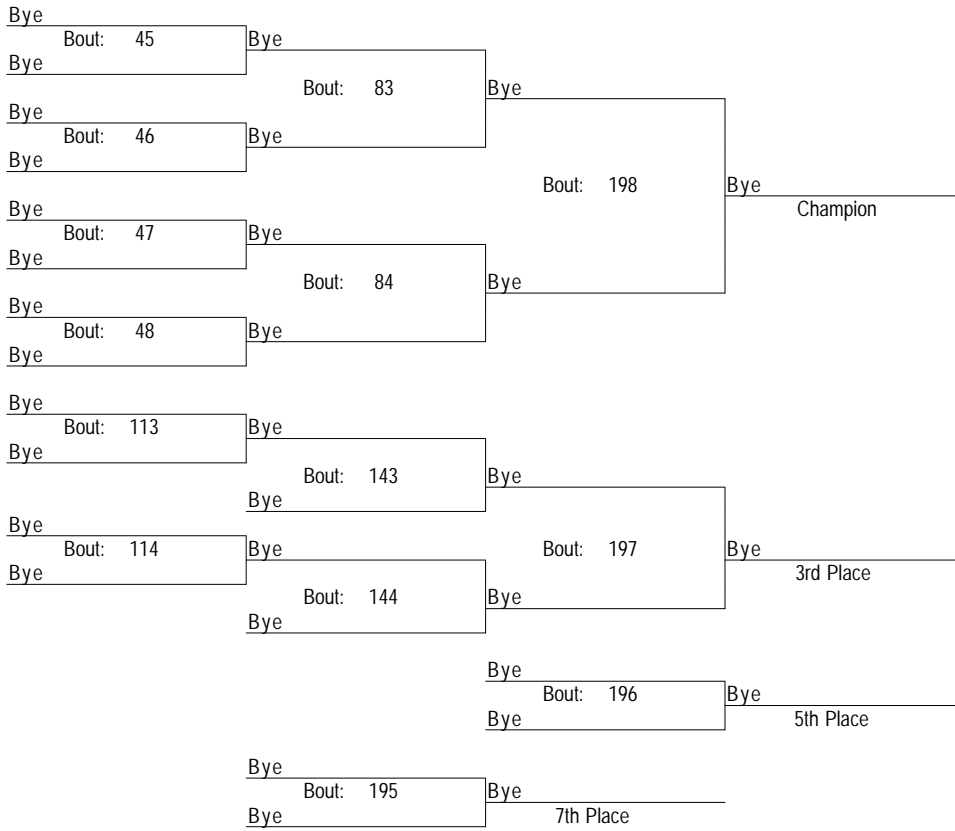 Bye
Bout: 45 Bye
Bye
Bout: 83 Bye
Bye
Bout: 46 Bye
Bye
Bout: 198 Bye
Champion
Bye
Bout: 47 Bye
Bye
Bout: 84 Bye
Bye
Bout: 48 Bye
Bye
Bye
Bout: 113 Bye
Bye
Bout: 143 Bye
Bye
Bye
Bout: 114 Bye Bout: 197 Bye
Bye 3rd Place
Bout: 144 Bye
Bye
Bye
Bout: 196 Bye
Bye 5th Place
Bye
Bout: 195 Bye
Bye 7th Place